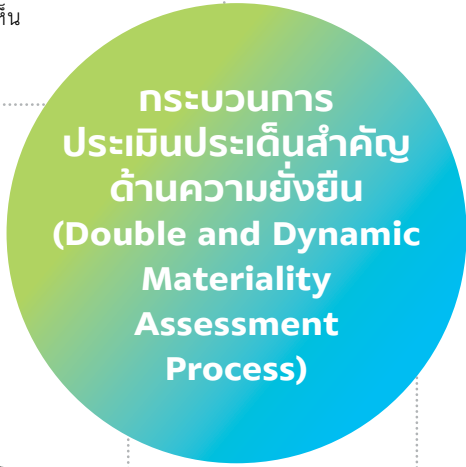 กระบวนการ
ประเมินประเด็นสำคัญ
ด้านความยั่งยืน
(Double and Dynamic
Materiality
Assessment
Process)